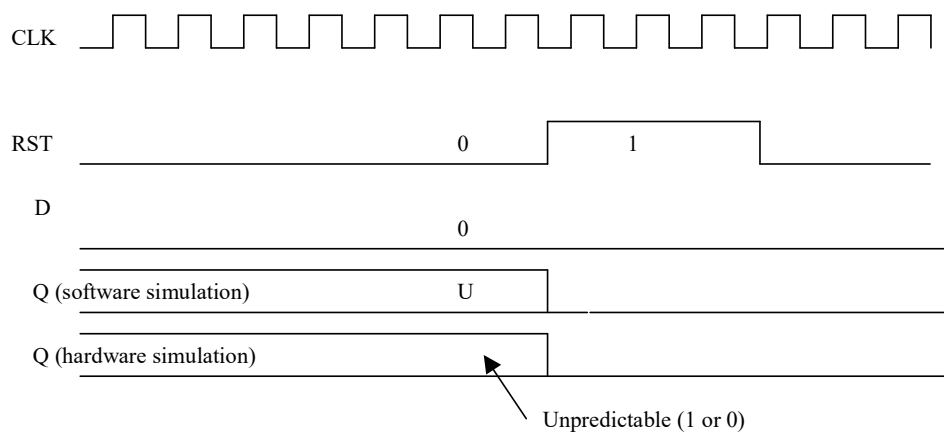 CLK
RST 0 1
D
0
Q (software simulation) U
Q (hardware simulation)
Unpredictable (1 or 0)